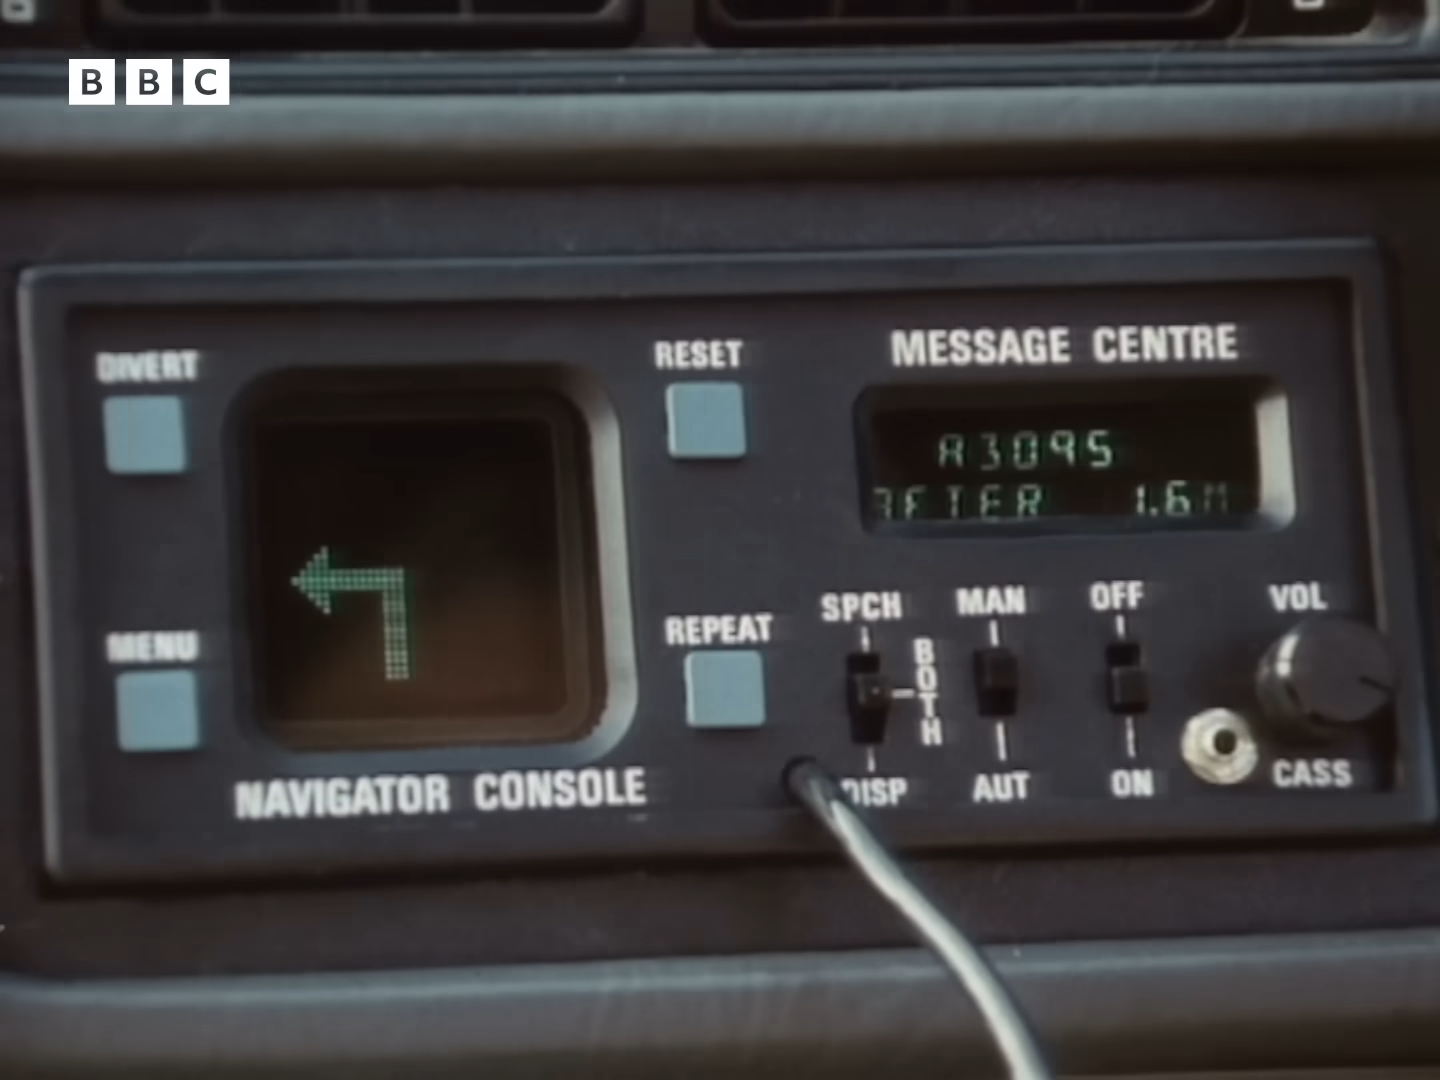 BBC
DIVERT
RESET
MESSAGE CENTRE
A3095
AFTER 1.6M
MENU
REPEAT
SPCH
MAN
OFF
VOL
BOTH
NAVIGATOR CONSOLE
DISP
AUT
ON
CASS